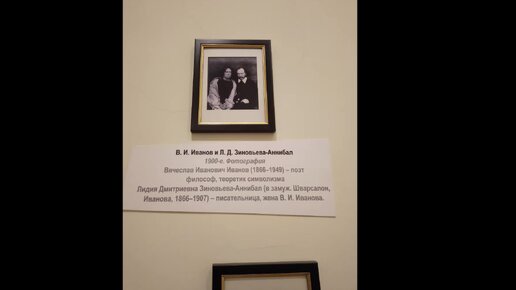 В. И. Иванов и Л. Д. Зиновьева-Аннибал
1900-е. Фотография
Вячеслав Иванович Иванов (1866–1949) – поэт
философ, теоретик символизма
Лидия Дмитриевна Зиновьева-Аннибал (в замуж. Шварсалон,
Иванова, 1866–1907) – писательница, жена В. И. Иванова.